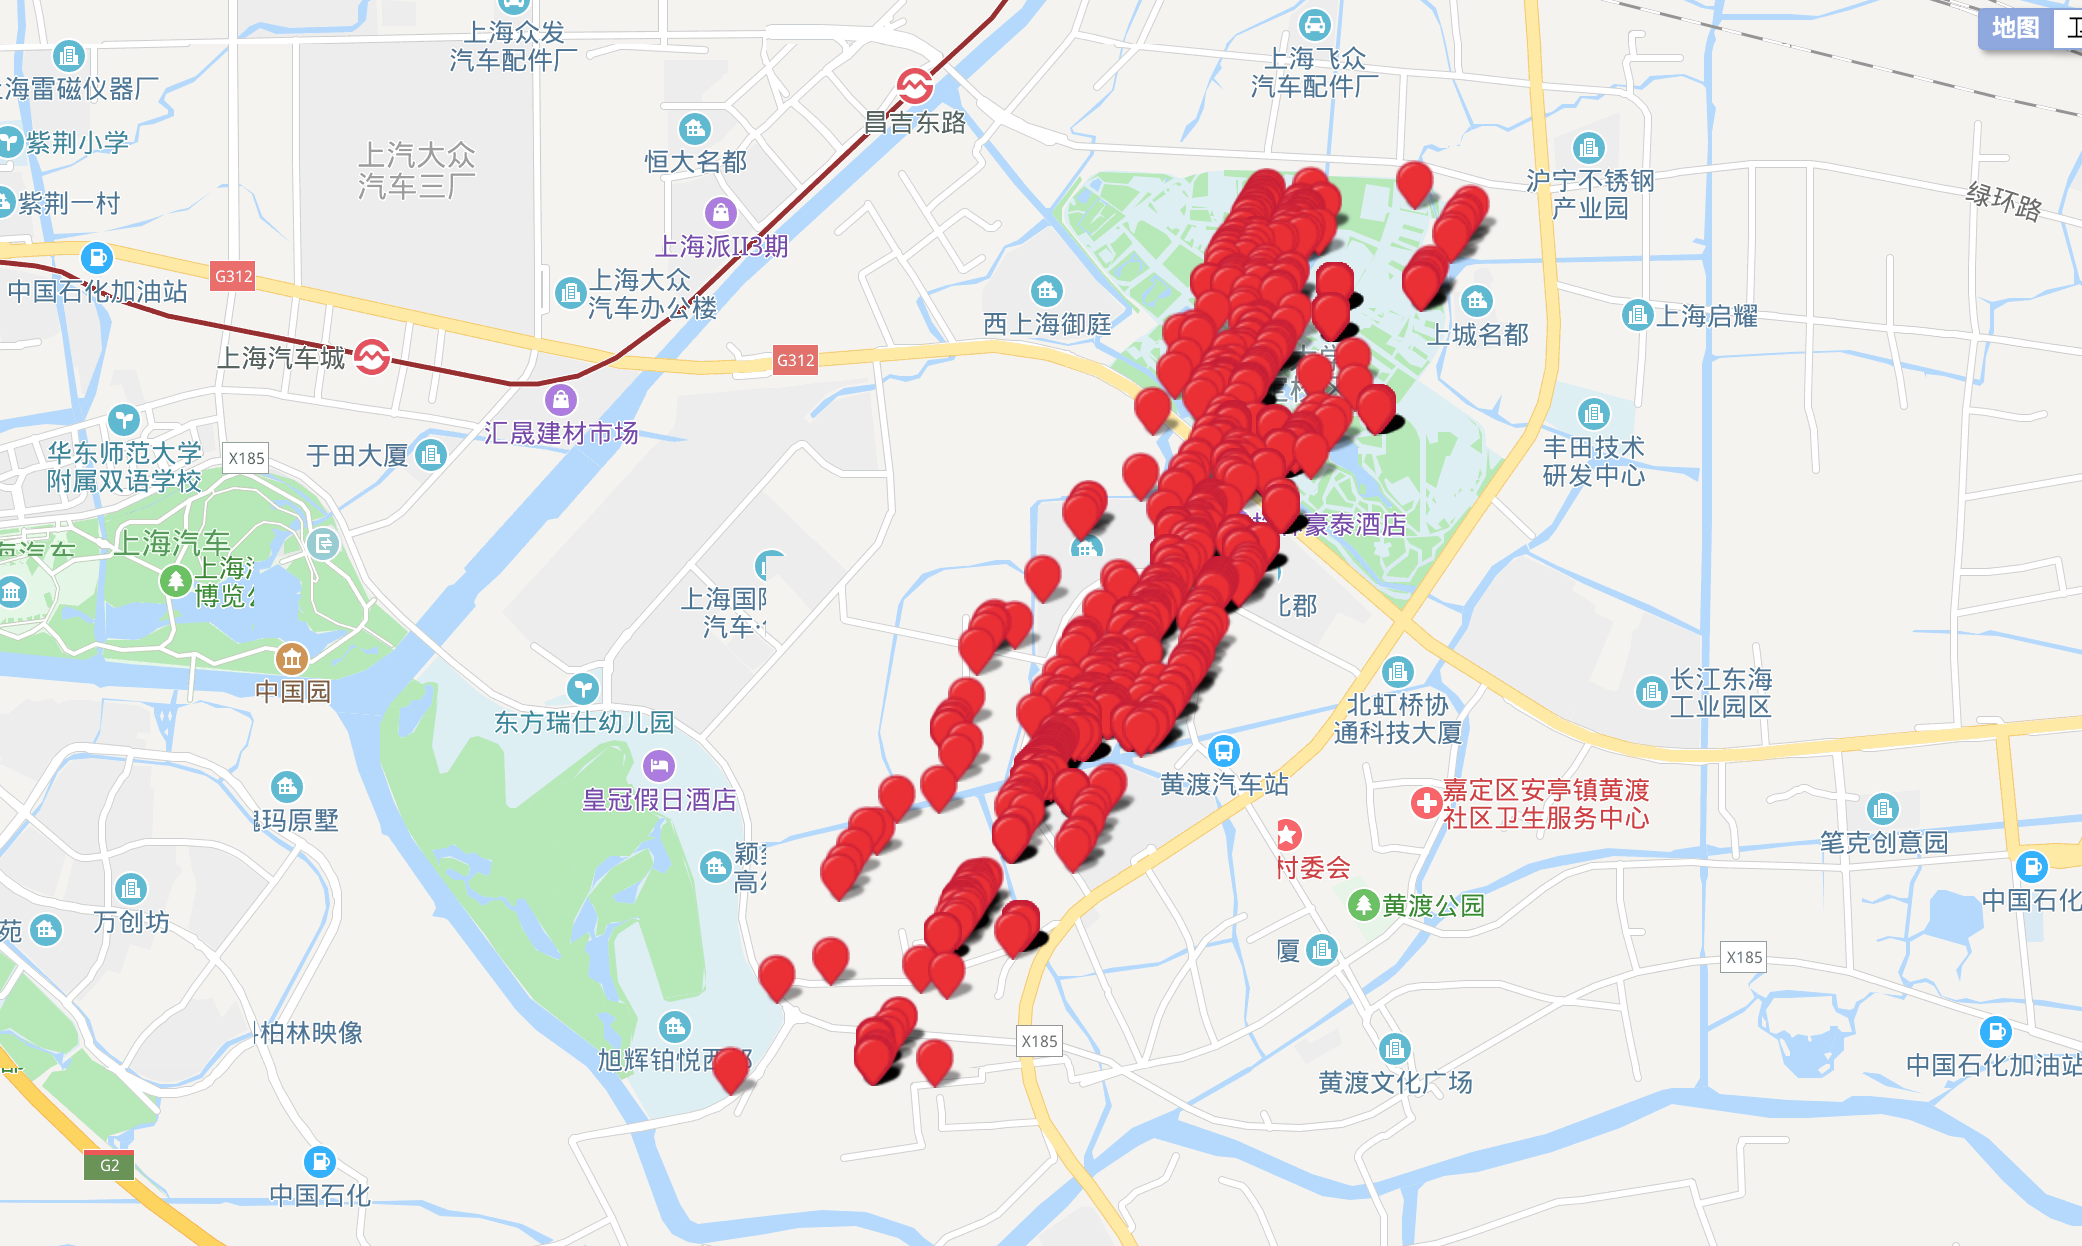 上海众发
汽车配件厂
上海飞众
汽车配件厂
地图
海雷磁仪器厂
紫荆小学
上汽大众
汽车三厂
昌吉东路
恒大名都
沪宁不锈钢
产业园
绿环路
紫荆一村
上海派II3期
G312
中国石化加油站
上海大众
汽车办公楼
西上海御庭
上城名都
上海启耀
上海汽车城
G312
汇晟建材市场
华东师范大学
附属双语学校
X185
于田大厦
丰田技术
研发中心
豪泰酒店
上海汽车
博览
上海国际
汽车
郡
中国园
东方瑞仕幼儿园
北虹桥协
通科技大厦
长江东海
工业园区
黄渡汽车站
皇冠假日酒店
嘉定区安亭镇黄渡
社区卫生服务中心
玛原墅
笔克创意园
颖
高
村委会
中国石化
黄渡公园
万创坊
苑
厦
X185
柏林映像
X185
旭辉铂悦西郊
黄渡文化广场
中国石化加油站
G2
中国石化